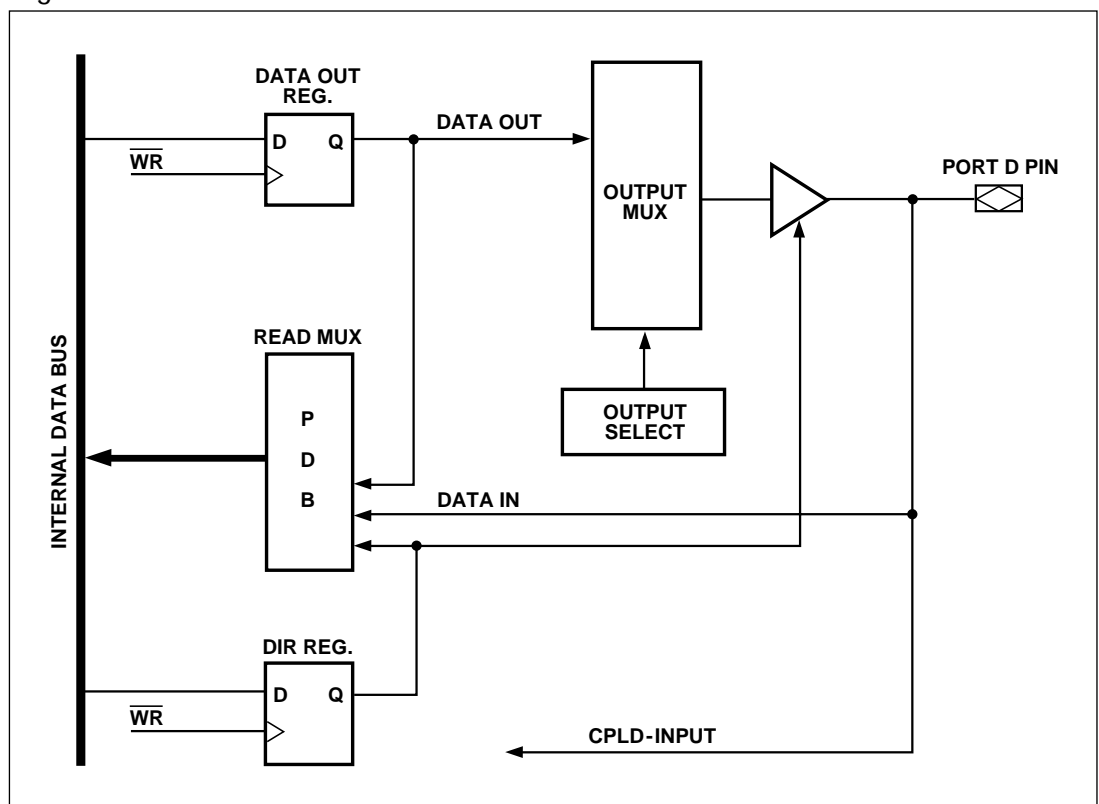 DATA OUT
REG.
D Q
WR
DATA OUT
OUTPUT
MUX
PORT D PIN
INTERNAL DATA BUS
READ MUX
P
D
B
OUTPUT
SELECT
DATA IN
DIR REG.
D Q
WR
CPLD-INPUT